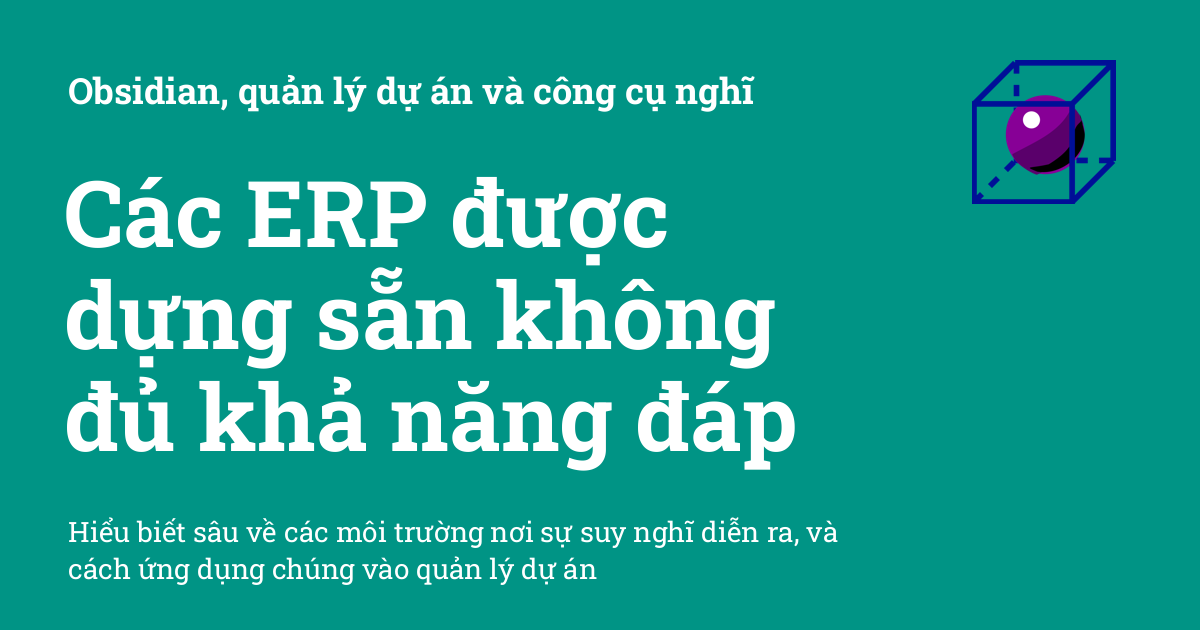 Obsidian, quản lý dự án và công cụ nghĩ
Các ERP được
dựng sẵn không
đủ khả năng đáp
Hiểu biết sâu về các môi trường nơi sự suy nghĩ diễn ra, và
cách ứng dụng chúng vào quản lý dự án